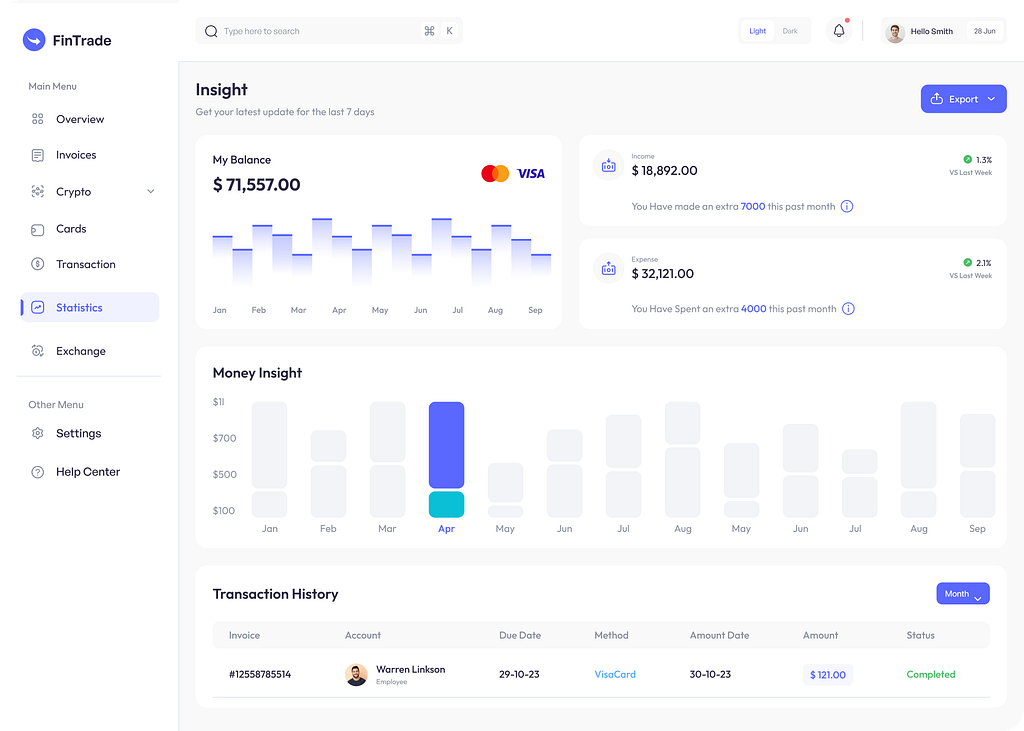 FinTrade
Type here to search
⌘ K
Light Dark
Hello Smith
28 Jun
Main Menu
Overview
Invoices
Crypto
Cards
Transaction
Statistics
Exchange
Other Menu
Settings
Help Center
Insight
Get your latest update for the last 7 days
Export
My Balance
$ 71,557.00
VISA
Jan Feb Mar Apr May Jun Jul Aug Sep
Income
$ 18,892.00
1.3%
VS Last Week
You Have made an extra 7000 this past month
Expense
$ 32,121.00
2.1%
VS Last Week
You Have Spent an extra 4000 this past month
Money Insight
$1l
$700
$500
$100
Jan Feb Mar Apr May Jun Jul Aug May Jun Jul Aug Sep
Transaction History
Month
Invoice Account Due Date Method Amount Date Amount Status
#12558785514 Warren Linkson 29-10-23 VisaCard 30-10-23 $ 121.00 Completed
Employee